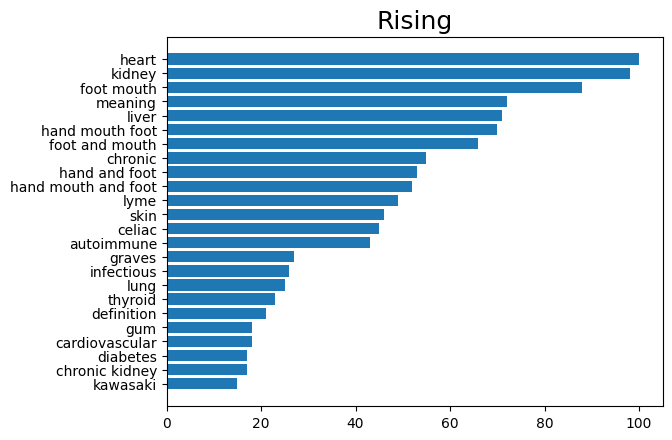 Rising
heart
kidney
foot mouth
meaning
liver
hand mouth foot
foot and mouth
chronic
hand and foot
hand mouth and foot
lyme
skin
celiac
autoimmune
graves
infectious
lung
thyroid
definition
gum
cardiovascular
diabetes
chronic kidney
kawasaki
0 20 40 60 80 100